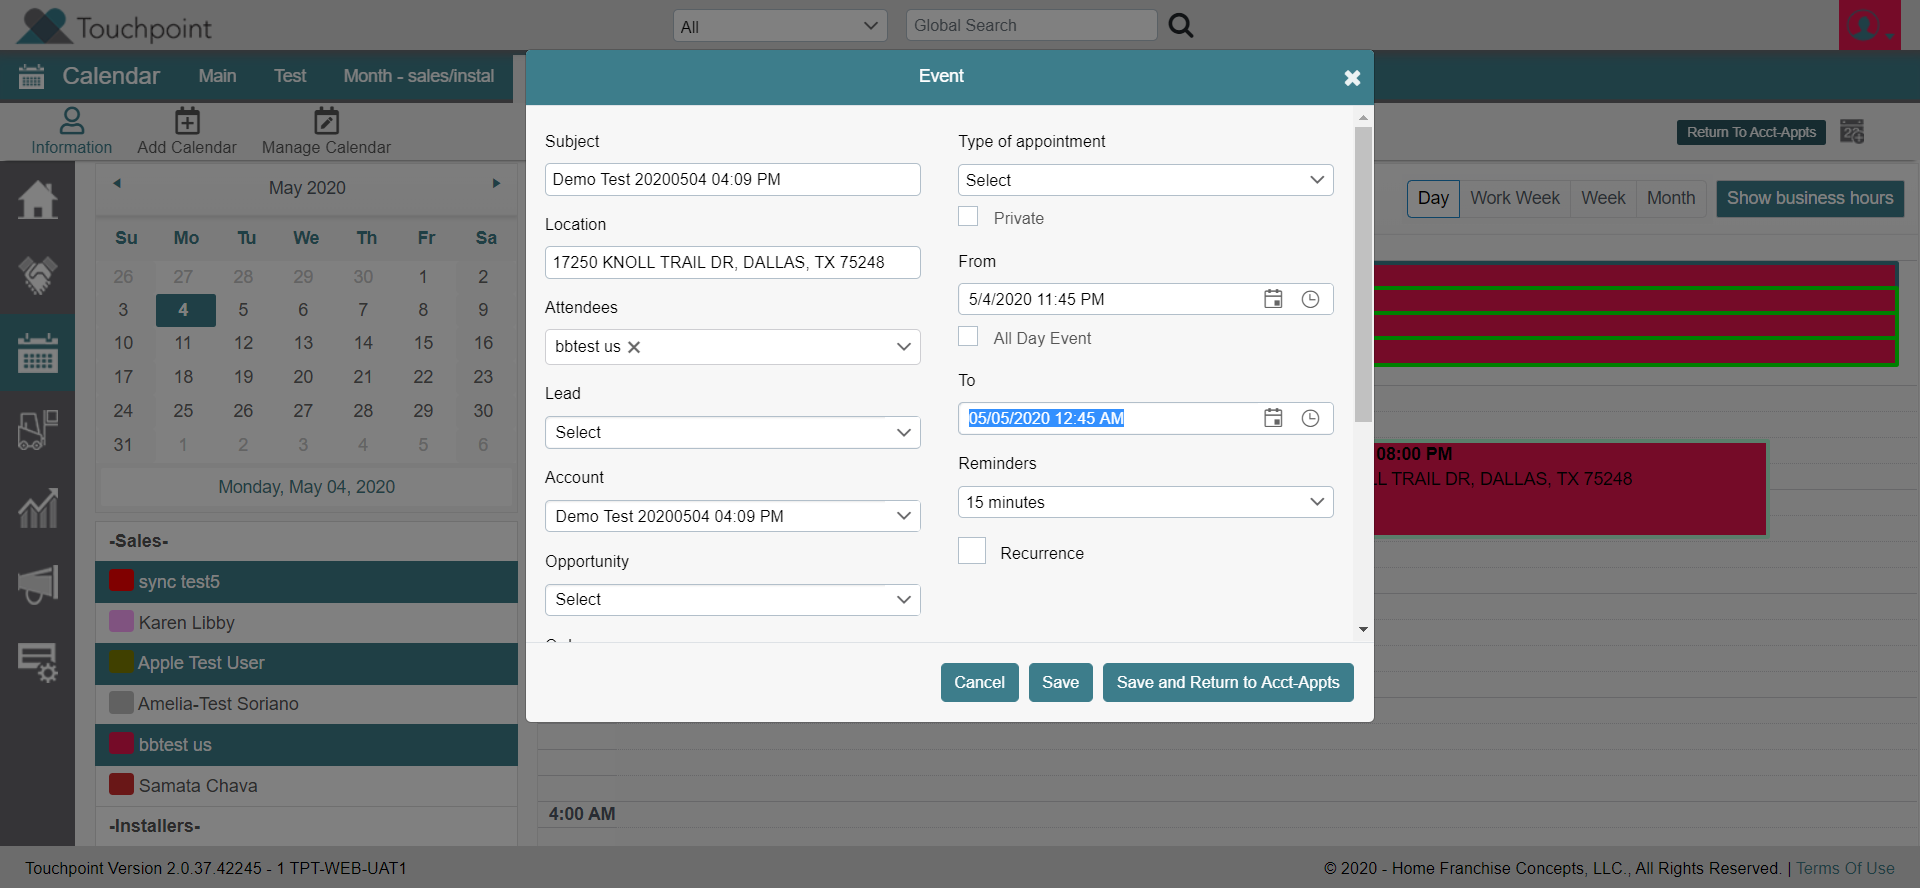 Touchpoint
All
Global Search
Calendar
Main
Test
Month - sales/instal
Event
Information
Add Calendar
Manage Calendar
Return To Acct-Appts
May 2020
Day
Work Week
Week
Month
Show business hours
Su Mo Tu We Th Fr Sa
26 27 28 29 30 1 2
3 4 5 6 7 8 9
10 11 12 13 14 15 16
17 18 19 20 21 22 23
24 25 26 27 28 29 30
31 1 2 3 4 5 6
Monday, May 04, 2020
-Sales-
sync test5
Karen Libby
Apple Test User
Amelia-Test Soriano
bbtest us
Samata Chava
-Installers-
Subject
Demo Test 20200504 04:09 PM
Location
17250 KNOLL TRAIL DR, DALLAS, TX 75248
Attendees
bbtest us
Lead
Select
Account
Demo Test 20200504 04:09 PM
Opportunity
Select
Type of appointment
Select
Private
From
5/4/2020 11:45 PM
All Day Event
To
05/05/2020 12:45 AM
Reminders
15 minutes
Recurrence
Cancel
Save
Save and Return to Acct-Appts
08:00 PM
TRAIL DR, DALLAS, TX 75248
4:00 AM
Touchpoint Version 2.0.37.42245 - 1 TPT-WEB-UAT1
© 2020 - Home Franchise Concepts, LLC., All Rights Reserved. | Terms Of Use